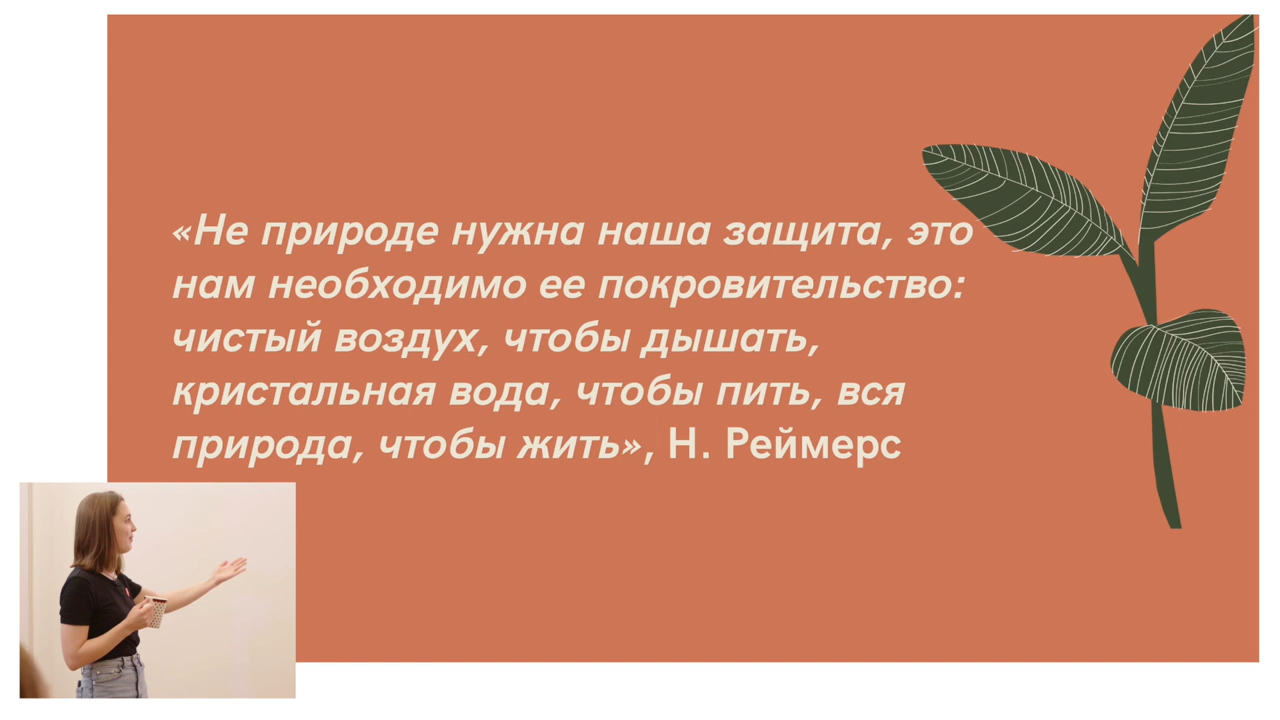 «Не природе нужна наша защита, это
нам необходимо ее покровительство:
чистый воздух, чтобы дышать,
кристальная вода, чтобы пить, вся
природа, чтобы жить», Н. Реймерс